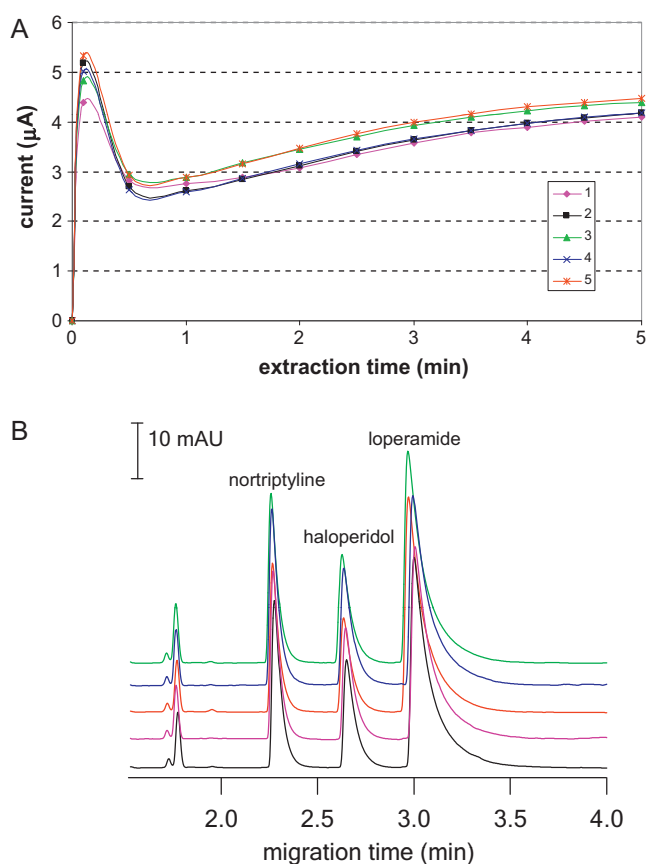 A
current (µA)
6
5
4
3
2
1
0
0 1 2 3 4 5
extraction time (min)
1
2
3
4
5
B
10 mAU
loperamide
nortriptyline
haloperidol
2.0 2.5 3.0 3.5 4.0
migration time (min)